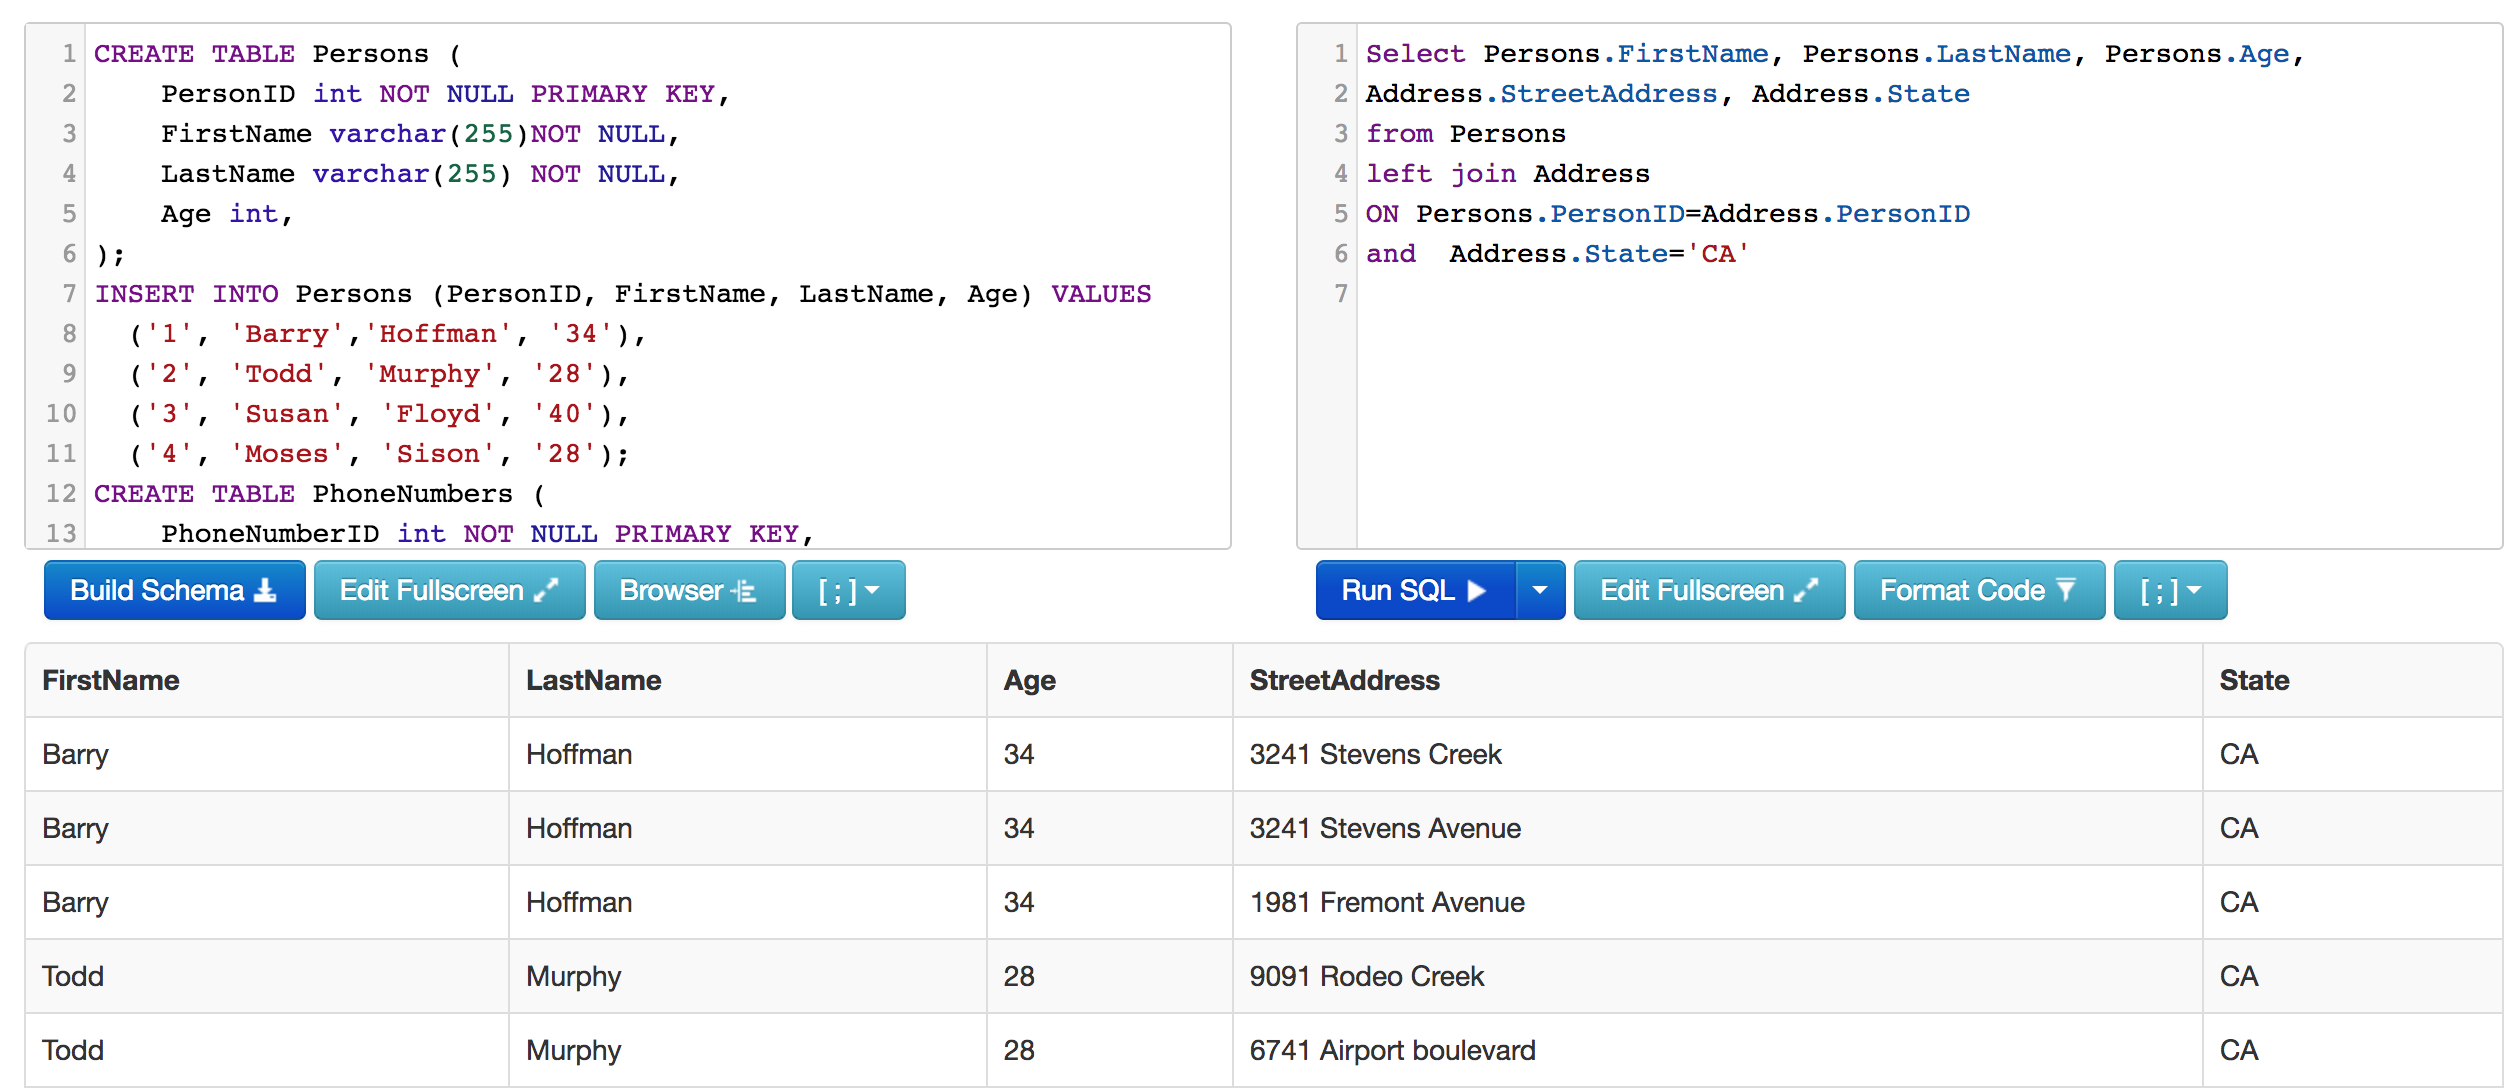 1 CREATE TABLE Persons (
2 PersonID int NOT NULL PRIMARY KEY,
3 FirstName varchar(255)NOT NULL,
4 LastName varchar(255) NOT NULL,
5 Age int,
6 );
7 INSERT INTO Persons (PersonID, FirstName, LastName, Age) VALUES
8 ('1', 'Barry','Hoffman', '34'),
9 ('2', 'Todd', 'Murphy', '28'),
10 ('3', 'Susan', 'Floyd', '40'),
11 ('4', 'Moses', 'Sison', '28');
12 CREATE TABLE PhoneNumbers (
13 PhoneNumberID int NOT NULL PRIMARY KEY,
Build Schema Edit Fullscreen Browser [ ; ]
1 Select Persons.FirstName, Persons.LastName, Persons.Age,
2 Address.StreetAddress, Address.State
3 from Persons
4 left join Address
5 ON Persons.PersonID=Address.PersonID
6 and  Address.State='CA'
7
Run SQL Edit Fullscreen Format Code [ ; ]
FirstName LastName Age StreetAddress State
Barry Hoffman 34 3241 Stevens Creek CA
Barry Hoffman 34 3241 Stevens Avenue CA
Barry Hoffman 34 1981 Fremont Avenue CA
Todd Murphy 28 9091 Rodeo Creek CA
Todd Murphy 28 6741 Airport boulevard CA